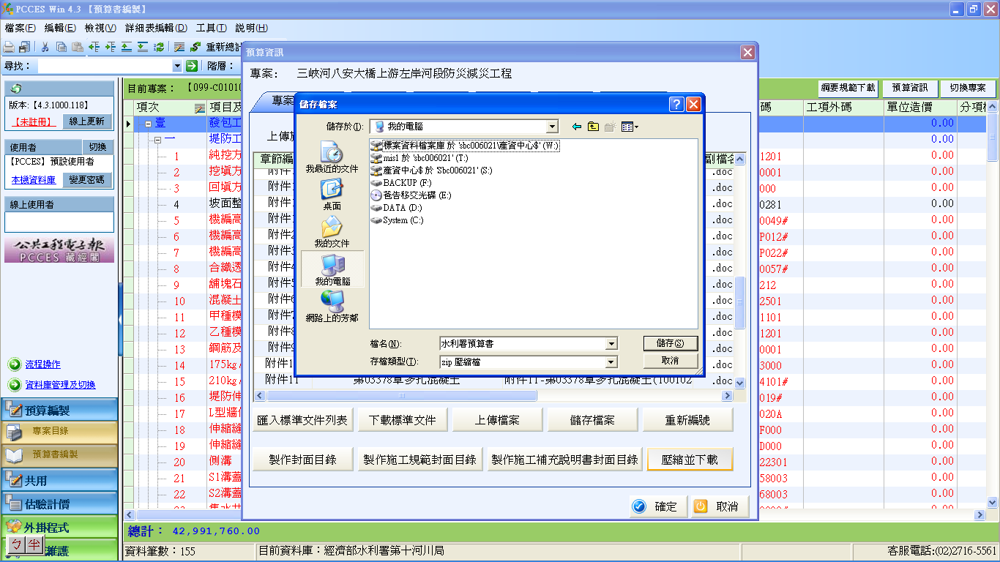 PCCES Win 4.3 【預算書編製】
檔案(F) 編輯(E) 檢視(V) 詳細表編輯(D) 工具(T) 說明(H)
重新總計
尋找：
階層：
版本:【4.3.1000.118】
【未註冊】 線上更新
使用者 切換
【PCCES】預設使用者
本機資料庫 變更密碼
線上使用者
公共工程電子報
PCCES 藏經閣
流程操作
資料庫管理及切換
預算編製
專案目錄
預算書編製
共用
估驗計價
外掛程式
ㄅ 半 維護
目前專案： 【099-C01010
綱要規範下載 預算資訊 切換專案
項次 項目及 碼 工項外碼 單位造價 分項
壹 發包工 0.00
一 堤防工 0.00
1 純挖方 1201 0.00
2 挖填方 0001 0.00
3 回填方 000 0.00
4 坡面整 0281 0.00
5 機編高 0049# 0.00
6 機編高 P012# 0.00
7 機編高 P022# 0.00
8 合織透 0057# 0.00
9 舖塊石 212 0.00
10 混凝土 2501 0.00
11 甲種模 1101 0.00
12 乙種模 0001 0.00
13 鋼筋及 0001 0.00
14 175kg/ 3000 0.00
15 210kg/ 4101# 0.00
16 堤防伸 019# 0.00
17 L型牆 020A 0.00
18 伸縮縫 F000 0.00
19 伸縮縫 D000 0.00
20 側溝 22301 0.00
21 S1溝蓋 58003 0.00
22 S2溝蓋 68003 0.00
總計： 42,991,760.00
資料筆數：155 目前資料庫：經濟部水利署第十河川局 客服電話:(02)2716-5561
預算資訊
專案： 三峽河八安大橋上游左岸河段防災減災工程
專案
上傳
章節編 副檔名
附件 .doc
附件1 .doc
附件1 .doc
附件1 .doc
附件2 .doc
附件3 .doc
附件4 .doc
附件5 .doc
附件6 .doc
附件7 .doc
附件8 .doc
附件9 .doc
附件1 .doc
附件11 第03378章多孔混凝土 附件11-第03378章多孔混凝土(100102 .doc
匯入標準文件列表 下載標準文件 上傳檔案 儲存檔案 重新編號
製作封面目錄 製作施工規範封面目錄 製作施工補充說明書封面目錄 壓縮並下載
確定 取消
儲存檔案
儲存於(I): 我的電腦
我最近的文件
桌面
我的文件
我的電腦
網路上的芳鄰
標案資料檔案庫 於 'sbc006021\產資中心$' (W:)
mis1 於 'sbc006021' (T:)
產資中心$ 於 'Sbc006021' (S:)
BACKUP (F:)
舊告移交光碟 (E:)
DATA (D:)
System (C:)
檔名(N): 水利署預算書 儲存(S)
存檔類型(T): zip 壓縮檔 取消